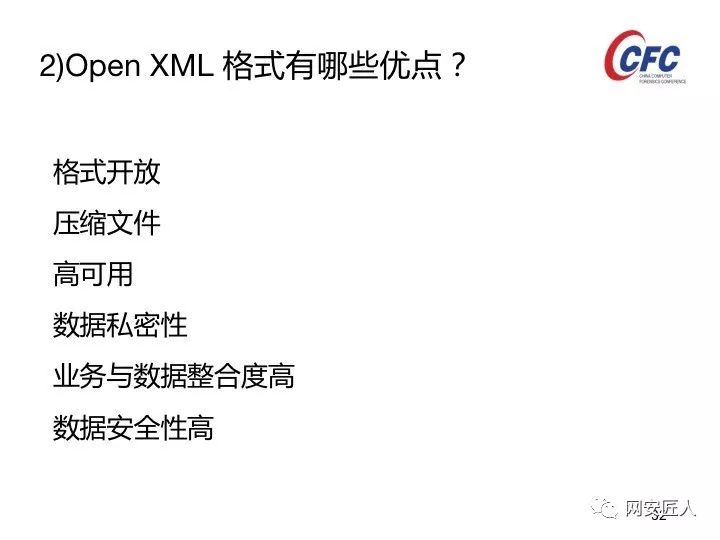 2)Open XML 格式有哪些优点？
CFC
CHINA COMPUTER
FORENSICS CONFERENCE
格式开放
压缩文件
高可用
数据私密性
业务与数据整合度高
数据安全性高
网安匠人